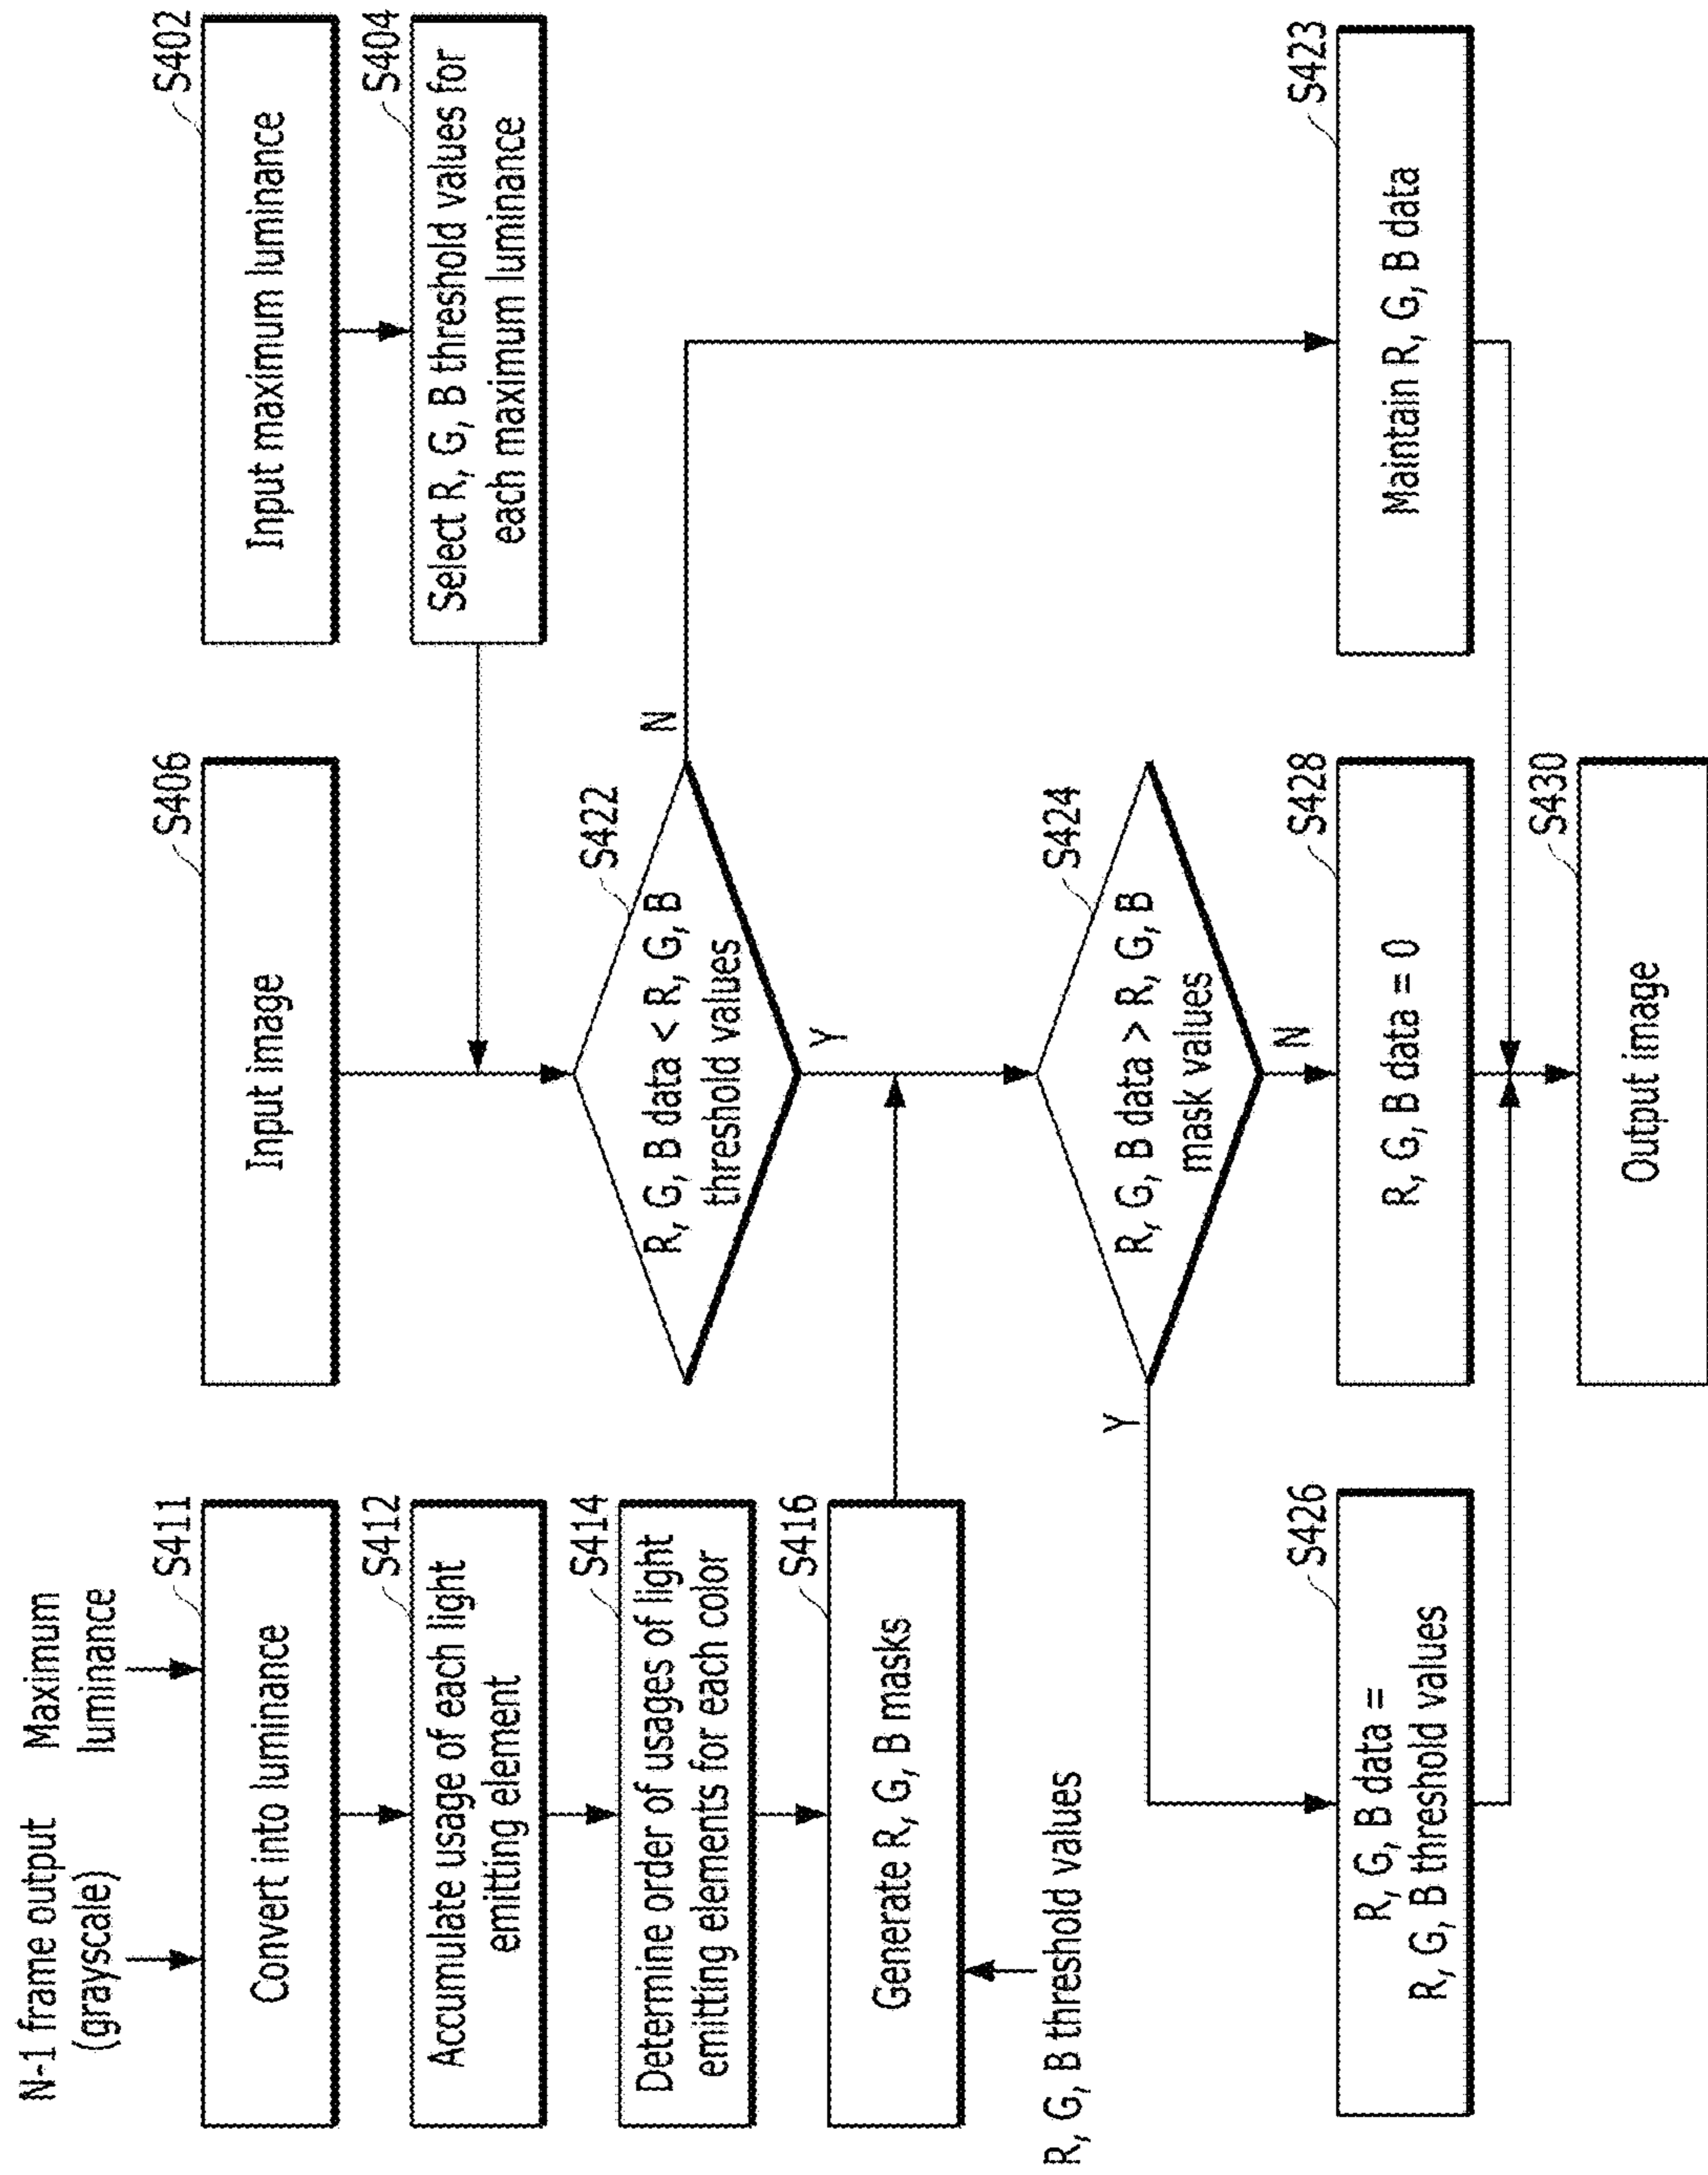 N-1 frame output
(grayscale)
Maximum
luminance
S411
Convert into luminance
S412
Accumulate usage of each light
emitting element
S414
Determine order of usages of light
emitting elements for each color
S416
Generate R, G, B masks
R, G, B threshold values
S406
Input image
S402
Input maximum luminance
S404
Select R, G, B threshold values for
each maximum luminance
S422
R, G, B data < R, G, B
threshold values
N
Y
S424
R, G, B data > R, G, B
mask values
Y
N
S426
R, G, B data =
R, G, B threshold values
S428
R, G, B data = 0
S423
Maintain R, G, B data
S430
Output image